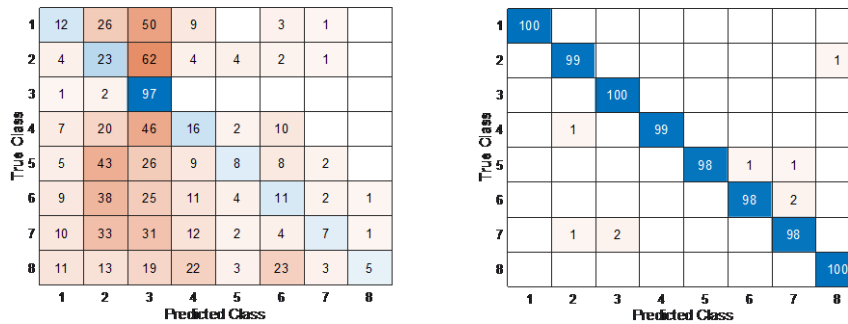 True Class
1 12 26 50 9 3 1
2 4 23 62 4 4 2 1
3 1 2 97
4 7 20 46 16 2 10
5 5 43 26 9 8 8 2
6 9 38 25 11 4 11 2 1
7 10 33 31 12 2 4 7 1
8 11 13 19 22 3 23 3 5
1 2 3 4 5 6 7 8
Predicted Class
True Class
1 100
2 99 1
3 100
4 1 99
5 98 1 1
6 98 2
7 1 2 98
8 100
1 2 3 4 5 6 7 8
Predicted Class